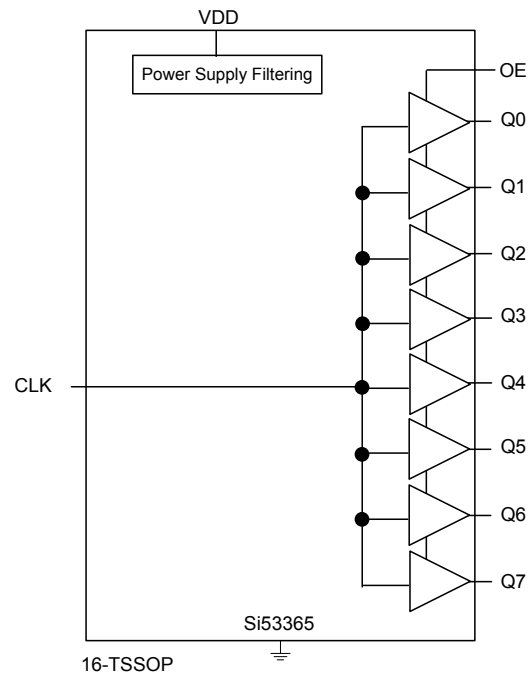 VDD
Power Supply Filtering
OE
Q0
Q1
Q2
Q3
CLK
Q4
Q5
Q6
Q7
Si53365
16-TSSOP